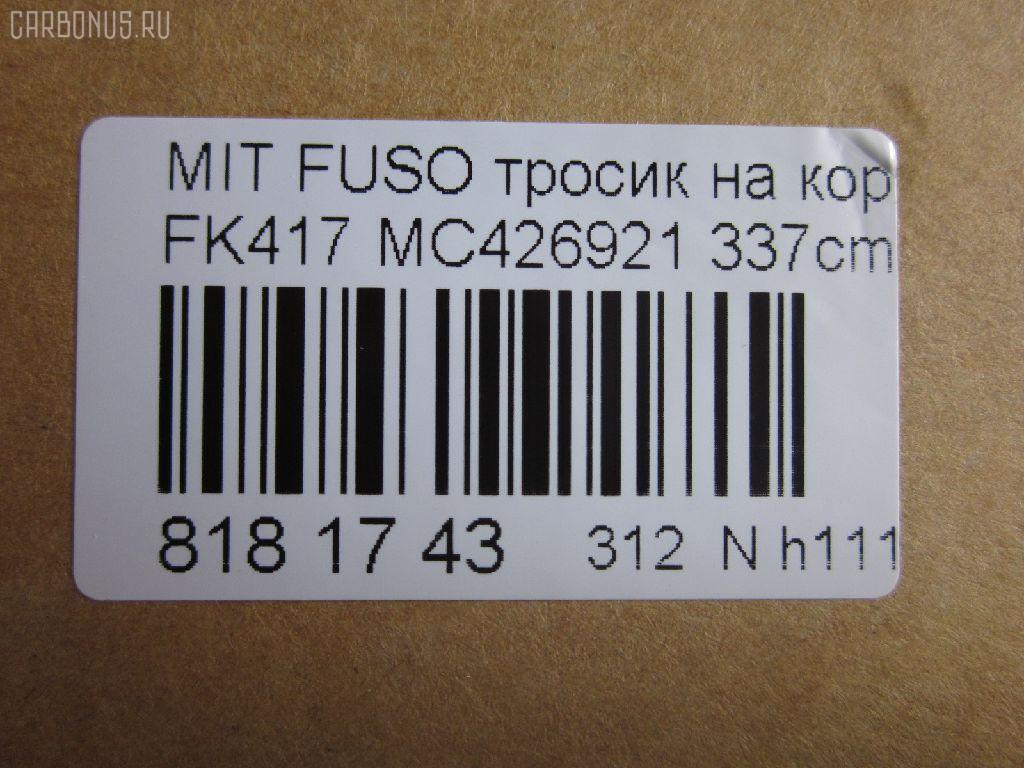 CARBONUS.RU
MIT FUSO тросик на кор
FK417 MC426921 337cm
818 17 43 312 N h111